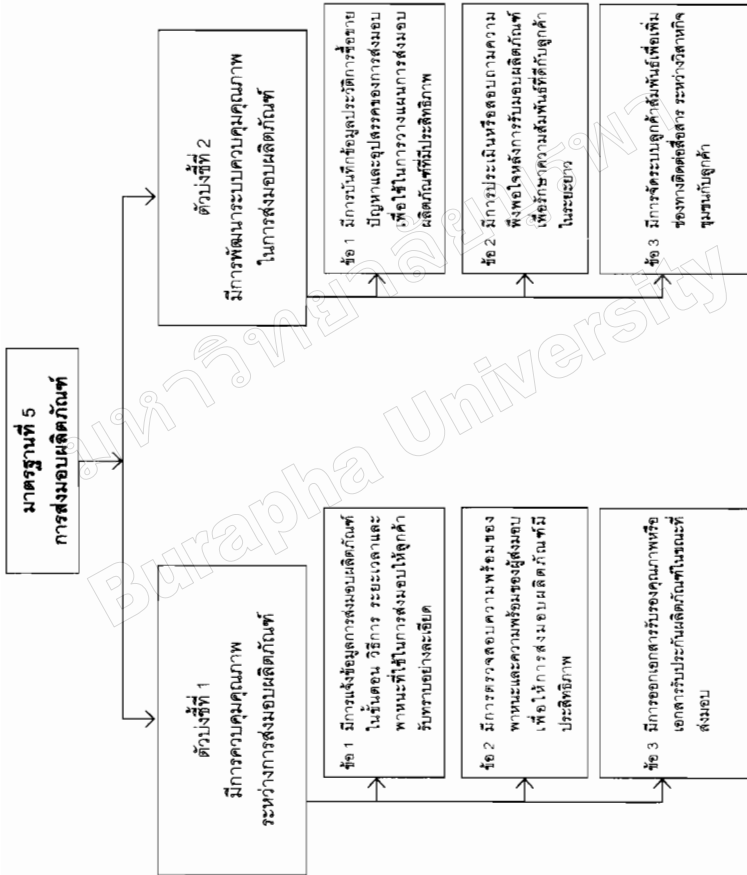 มาตรฐานที่ 5
การส่งมอบผลิตภัณฑ์
ตัวบ่งชี้ที่ 1
มีการควบคุมคุณภาพ
ระหว่างการส่งมอบผลิตภัณฑ์
ข้อ 1 มีการแจ้งข้อมูลการส่งมอบผลิตภัณฑ์
ในขั้นตอน วิธีการ ระยะเวลาและ
พาหนะที่ใช้ในการส่งมอบให้ลูกค้า
รับทราบอย่างละเอียด
ข้อ 2 มีการตรวจสอบความพร้อมของ
พาหนะและความพร้อมของผู้ส่งมอบ
เพื่อให้การส่งมอบผลิตภัณฑ์มี
ประสิทธิภาพ
ข้อ 3 มีการออกเอกสารรับรองคุณภาพหรือ
เอกสารรับประกันผลิตภัณฑ์ในขณะที่
ส่งมอบ
ตัวบ่งชี้ที่ 2
มีการพัฒนาระบบควบคุมคุณภาพ
ในการส่งมอบผลิตภัณฑ์
ข้อ 1 มีการบันทึกข้อมูลประวัติการซื้อขาย
ปัญหาและอุปสรรคของการส่งมอบ
เพื่อใช้ในการวางแผนการส่งมอบ
ผลิตภัณฑ์ที่มีประสิทธิภาพ
ข้อ 2 มีการประเมินหรือสอบถามความ
พึงพอใจหลังการรับมอบผลิตภัณฑ์
เพื่อรักษาความสัมพันธ์ที่ดีกับลูกค้า
ในระยะยาว
ข้อ 3 มีการจัดระบบลูกค้าสัมพันธ์เพื่อเพิ่ม
ช่องทางติดต่อสื่อสาร ระหว่างวิสาหกิจ
ชุมชนกับลูกค้า
มหาวิทยาลัยบูรพา
Burapha University